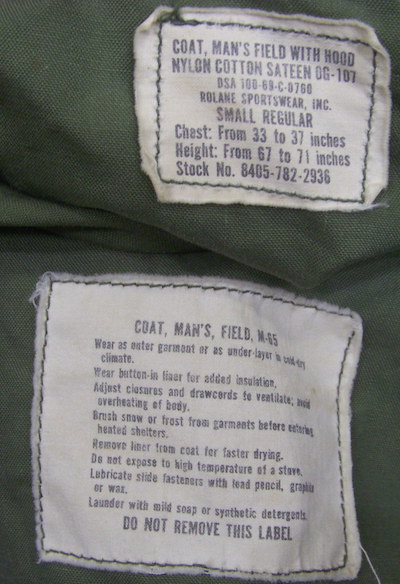 COAT, MAN'S FIELD WITH HOOD
NYLON COTTON SATEEN OG-107
DSA 100-69-C-0760
ROLANE SPORTSWEAR, INC.
SMALL REGULAR
Chest: From 33 to 37 inches
Height: From 67 to 71 inches
Stock No. 8405-782-2936
COAT, MAN'S, FIELD, M-65
Wear as outer garment or as under-layer in cold-dry
climate.
Wear button-in liner for added insulation.
Adjust closures and drawcords to ventilate; avoid
overheating of body.
Brush snow or frost from garments before entering
heated shelters.
Remove liner from coat for faster drying.
Do not expose to high temperature of a stove.
Lubricate slide fasteners with lead pencil, graphite
or wax.
Launder with mild soap or synthetic detergents.
DO NOT REMOVE THIS LABEL